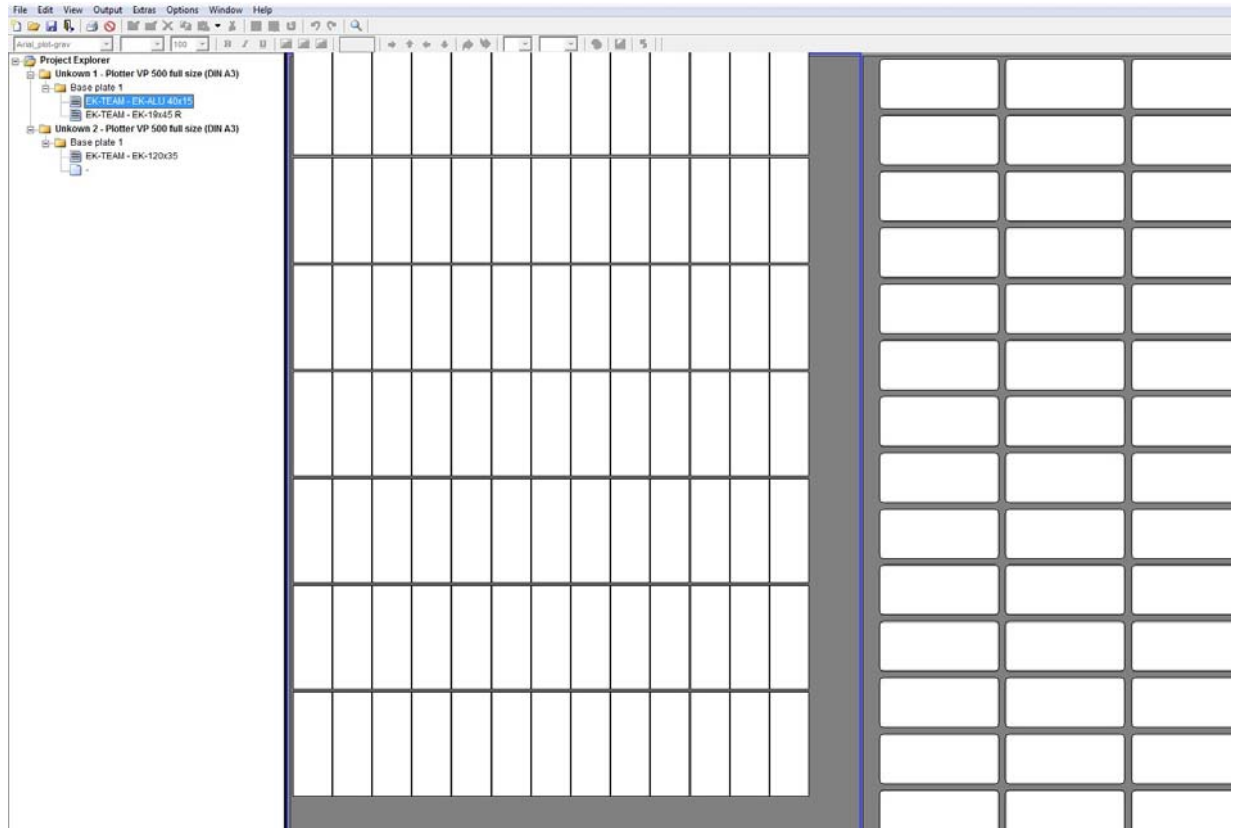 File Edit View Output Extras Options Window Help
Arial_plot-grav 100 B I U
Project Explorer
Unkown 1 - Plotter VP 500 full size (DIN A3)
Base plate 1
EK-TEAM - EK-ALU 40x15
EK-TEAM - EK-19x45 R
Unkown 2 - Plotter VP 500 full size (DIN A3)
Base plate 1
EK-TEAM - EK-120x35
-